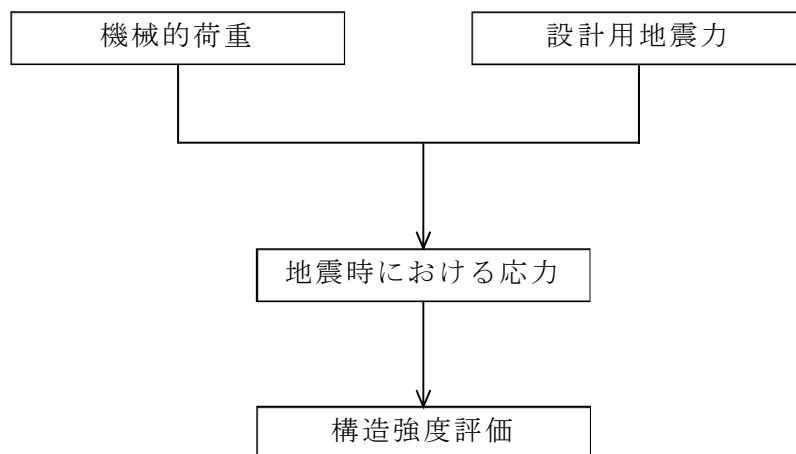 機械的荷重
設計用地震力
地震時における応力
構造強度評価